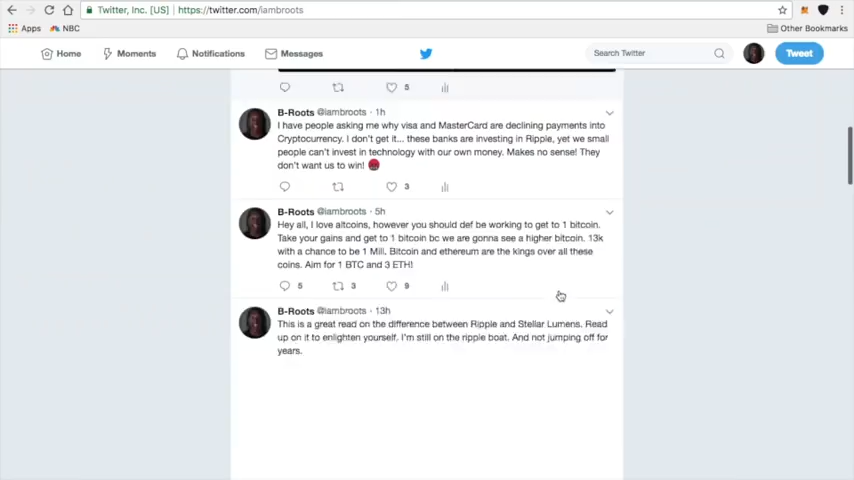 Twitter, Inc. [US] | https://twitter.com/iambroots
Apps NBC Other Bookmarks
Home Moments Notifications Messages Search Twitter Tweet
3
B-Roots @iambroots · 1h
I have people asking me why visa and MasterCard are declining payments into
Cryptocurrency. I don't get it... these banks are investing in Ripple, yet we small
people can't invest in technology with our own money. Makes no sense! They
don't want us to win! 😡
3
B-Roots @iambroots · 5h
Hey all, I love altcoins, however you should def be working to get to 1 bitcoin.
Take your gains and get to 1 bitcoin bc we are gonna see a higher bitcoin. 13k
with a chance to be 1 Mill. Bitcoin and ethereum are the kings over all these
coins. Aim for 1 BTC and 3 ETH!
5 3 9
B-Roots @iambroots · 13h
This is a great read on the difference between Ripple and Stellar Lumens. Read
up on it to enlighten yourself. I'm still on the ripple boat. And not jumping off for
years.